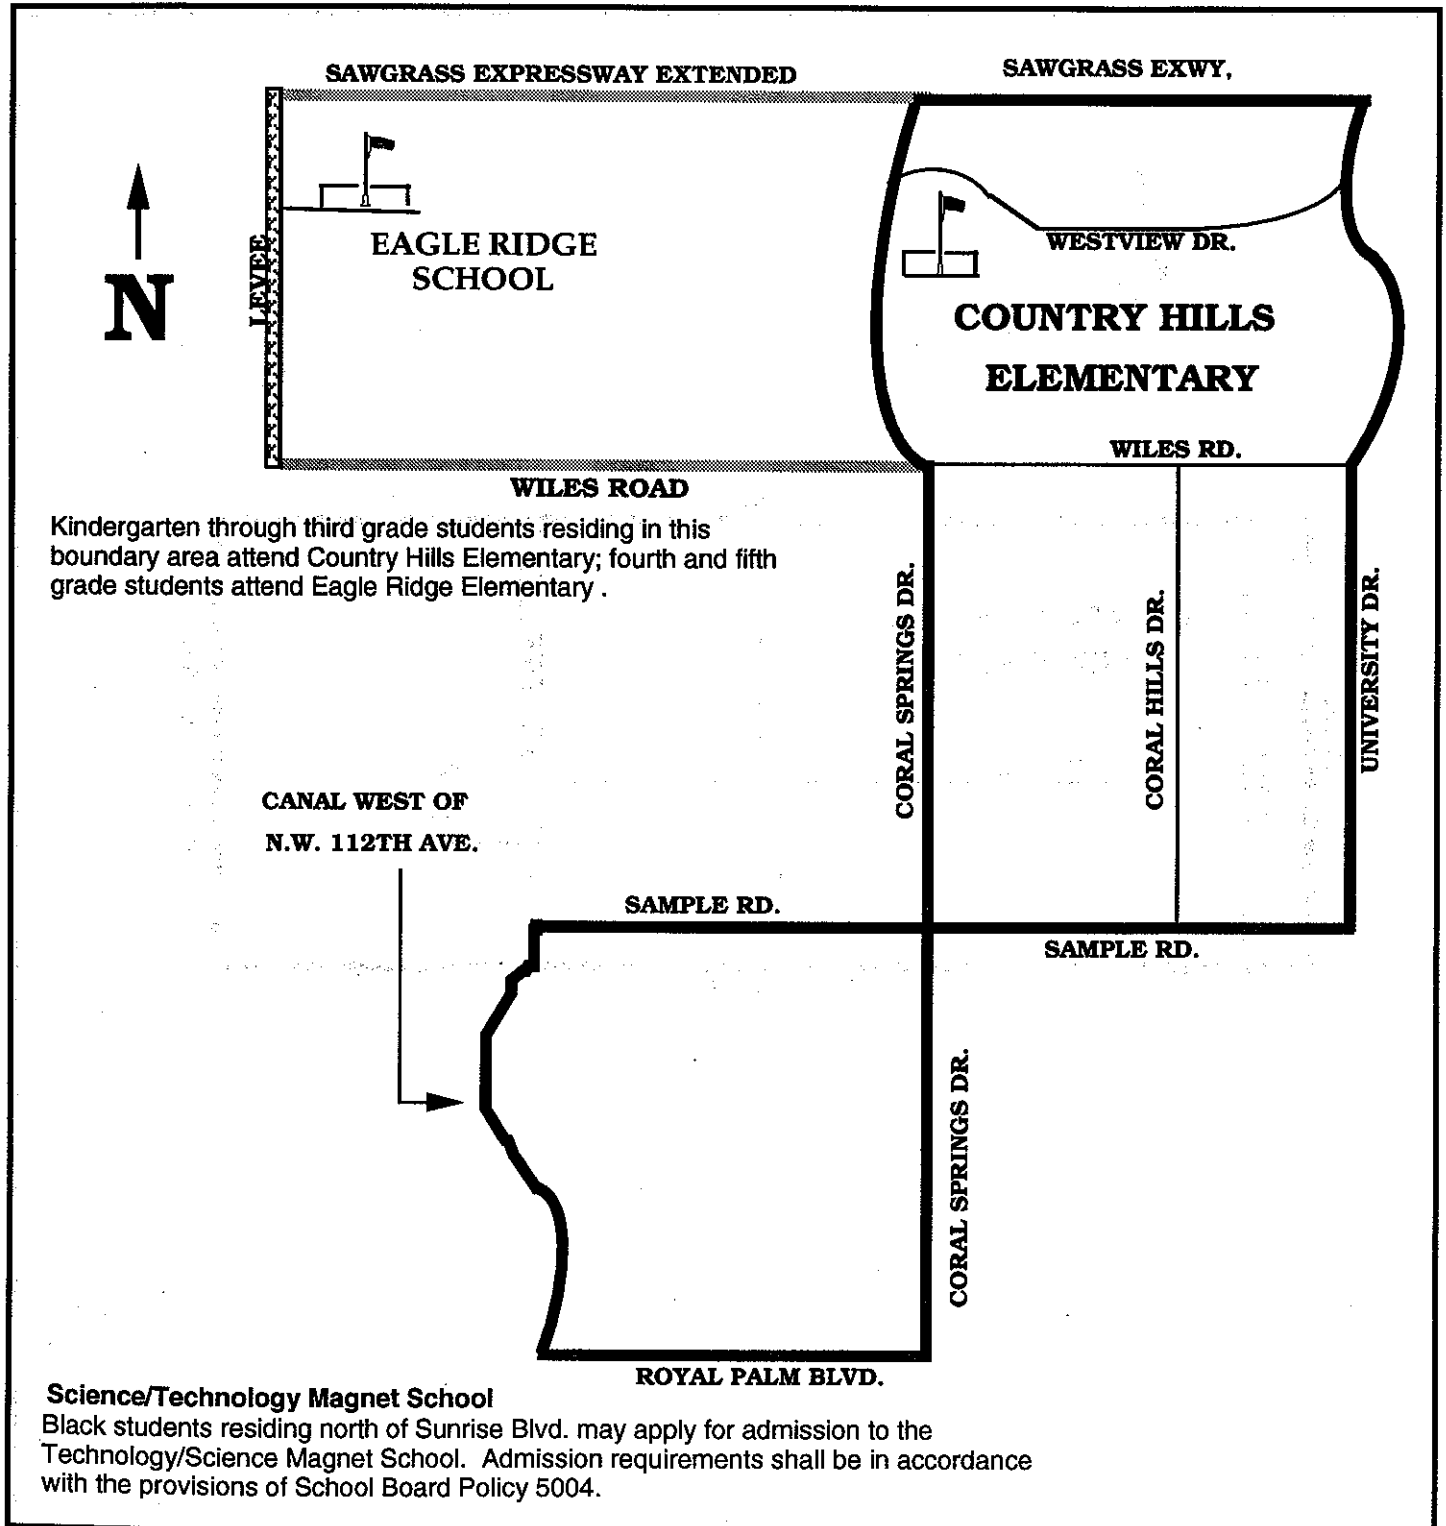 SAWGRASS EXPRESSWAY EXTENDED
SAWGRASS EXWY,
N
LEVEE
EAGLE RIDGE
SCHOOL
WESTVIEW DR.
COUNTRY HILLS
ELEMENTARY
WILES RD.
WILES ROAD
Kindergarten through third grade students residing in this
boundary area attend Country Hills Elementary; fourth and fifth
grade students attend Eagle Ridge Elementary .
CORAL SPRINGS DR.
CORAL HILLS DR.
UNIVERSITY DR.
CANAL WEST OF
N.W. 112TH AVE.
SAMPLE RD.
SAMPLE RD.
CORAL SPRINGS DR.
ROYAL PALM BLVD.
Science/Technology Magnet School
Black students residing north of Sunrise Blvd. may apply for admission to the
Technology/Science Magnet School. Admission requirements shall be in accordance
with the provisions of School Board Policy 5004.